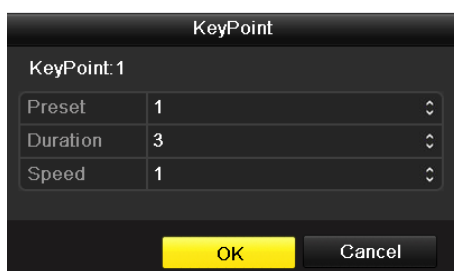 KeyPoint
KeyPoint:1
Preset 1
Duration 3
Speed 1
OK Cancel